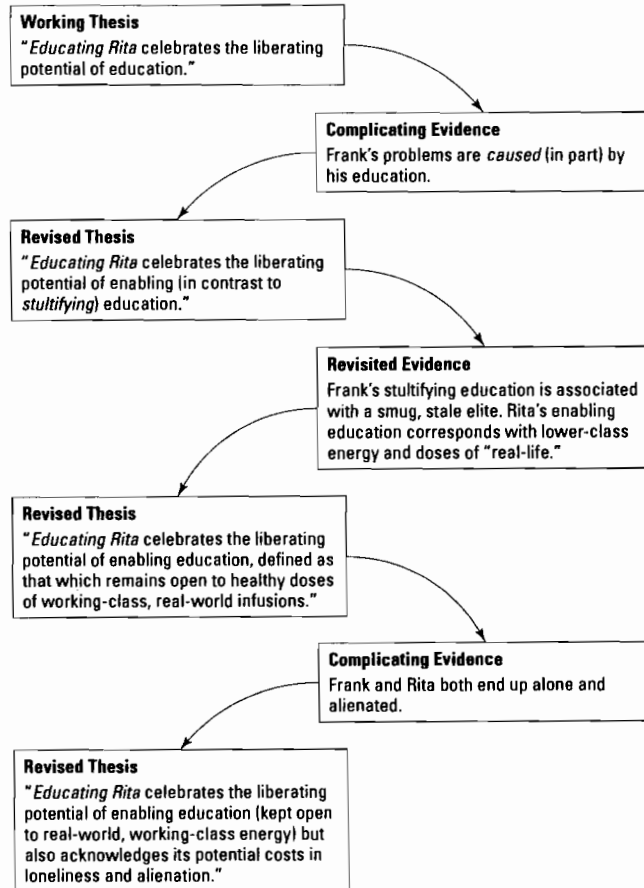 Working Thesis
"Educating Rita celebrates the liberating
potential of education."
Complicating Evidence
Frank's problems are caused (in part) by
his education.
Revised Thesis
"Educating Rita celebrates the liberating
potential of enabling (in contrast to
stultifying) education."
Revisited Evidence
Frank's stultifying education is associated
with a smug, stale elite. Rita's enabling
education corresponds with lower-class
energy and doses of "real-life."
Revised Thesis
"Educating Rita celebrates the liberating
potential of enabling education, defined as
that which remains open to healthy doses
of working-class, real-world infusions."
Complicating Evidence
Frank and Rita both end up alone and
alienated.
Revised Thesis
"Educating Rita celebrates the liberating
potential of enabling education (kept open
to real-world, working-class energy) but
also acknowledges its potential costs in
loneliness and alienation."